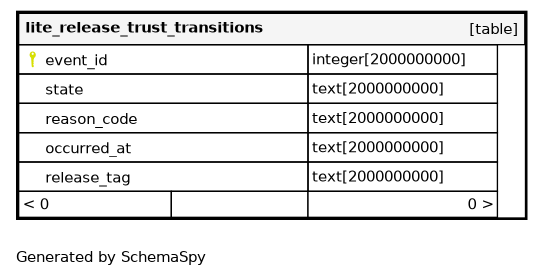 lite_release_trust_transitions [table]
event_id integer[2000000000]
state text[2000000000]
reason_code text[2000000000]
occurred_at text[2000000000]
release_tag text[2000000000]
< 0 0 >
Generated by SchemaSpy